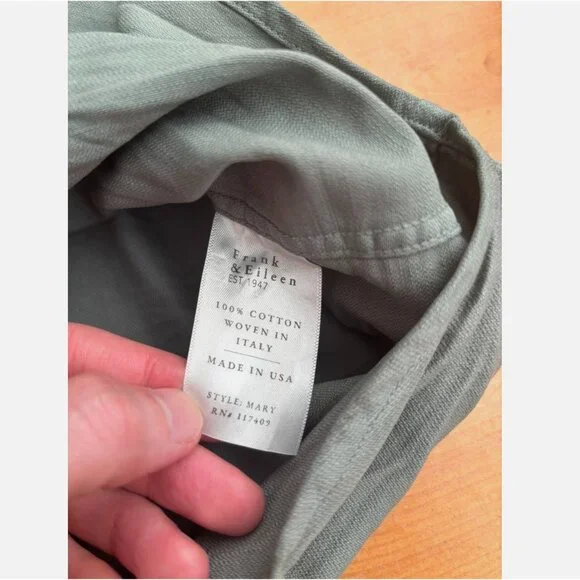 Frank
& Eileen
EST 1947
100% COTTON
WOVEN IN
ITALY
MADE IN USA
STYLE: MARY
RN# 117409